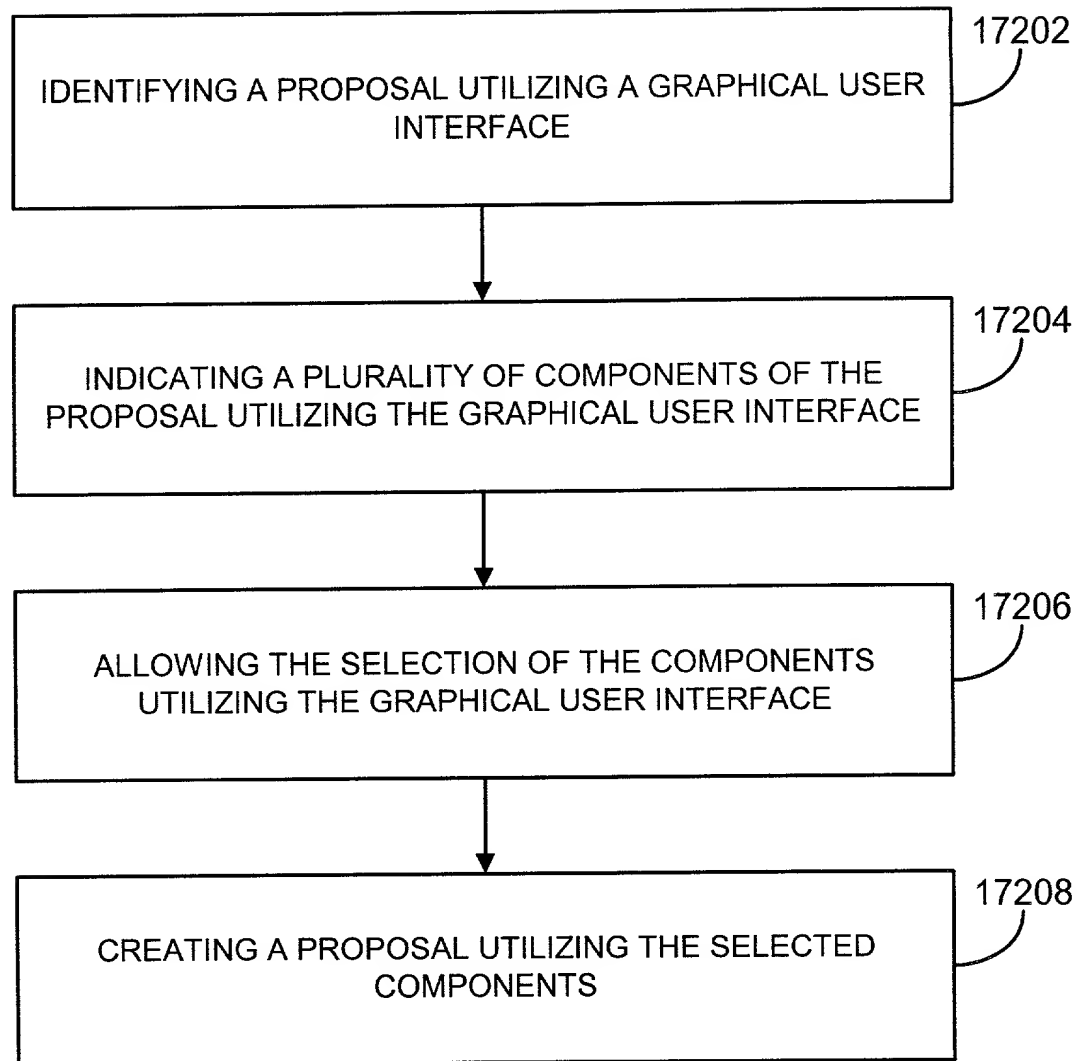 17202
IDENTIFYING A PROPOSAL UTILIZING A GRAPHICAL USER
INTERFACE
17204
INDICATING A PLURALITY OF COMPONENTS OF THE
PROPOSAL UTILIZING THE GRAPHICAL USER INTERFACE
17206
ALLOWING THE SELECTION OF THE COMPONENTS
UTILIZING THE GRAPHICAL USER INTERFACE
17208
CREATING A PROPOSAL UTILIZING THE SELECTED
COMPONENTS